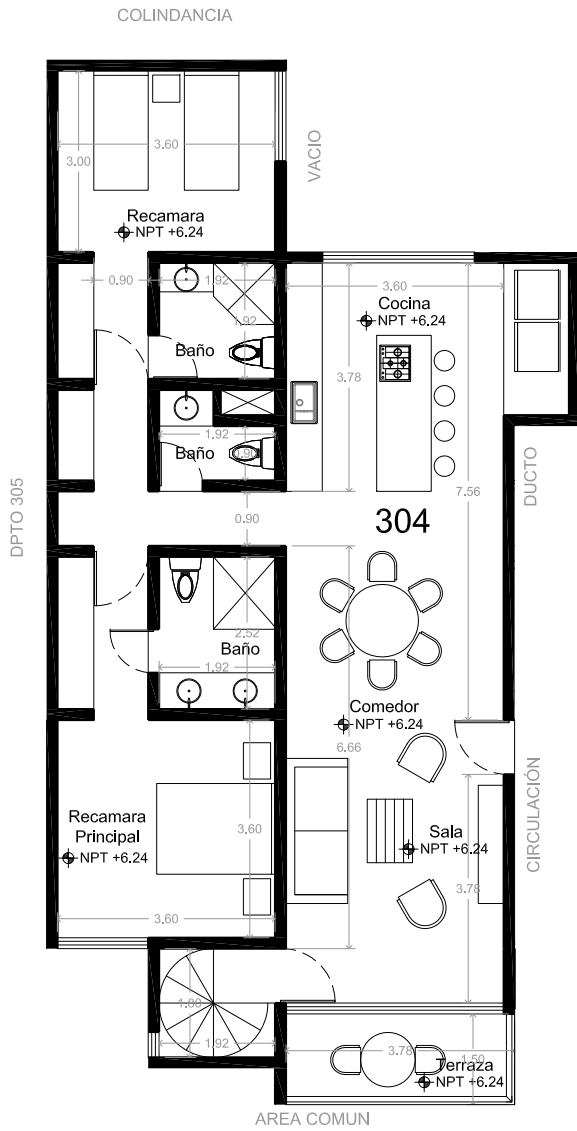 COLINDANCIA
VACIO
3.60
3.00
Recamara
NPT +6.24
0.90
1.92
1.92
Baño
3.60
Cocina
NPT +6.24
3.78
1.92
0.90
Baño
DPTO 305
DUCTO
7.56
0.90
304
2.52
Baño
1.92
Comedor
NPT +6.24
6.66
CIRCULACIÓN
Recamara
Principal
NPT +6.24
3.60
3.60
Sala
NPT +6.24
3.78
1.80
1.92
3.78
1.50
Terraza
NPT +6.24
AREA COMUN